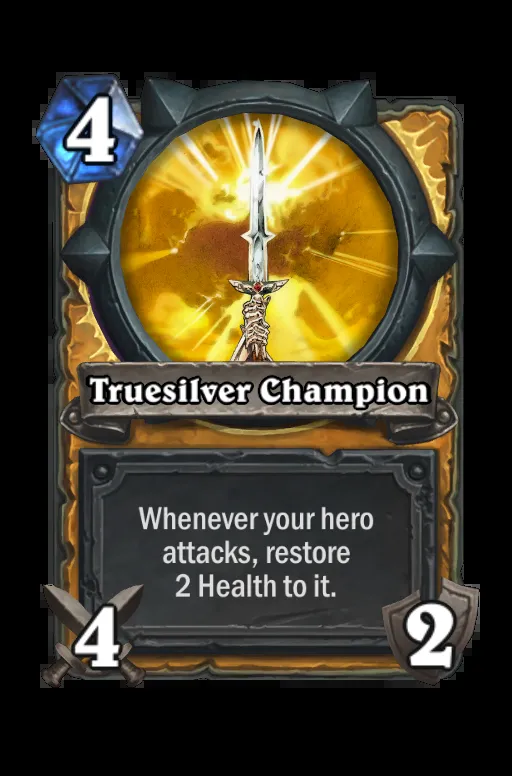 4
Truesilver Champion
Whenever your hero
attacks, restore
2 Health to it.
4
2